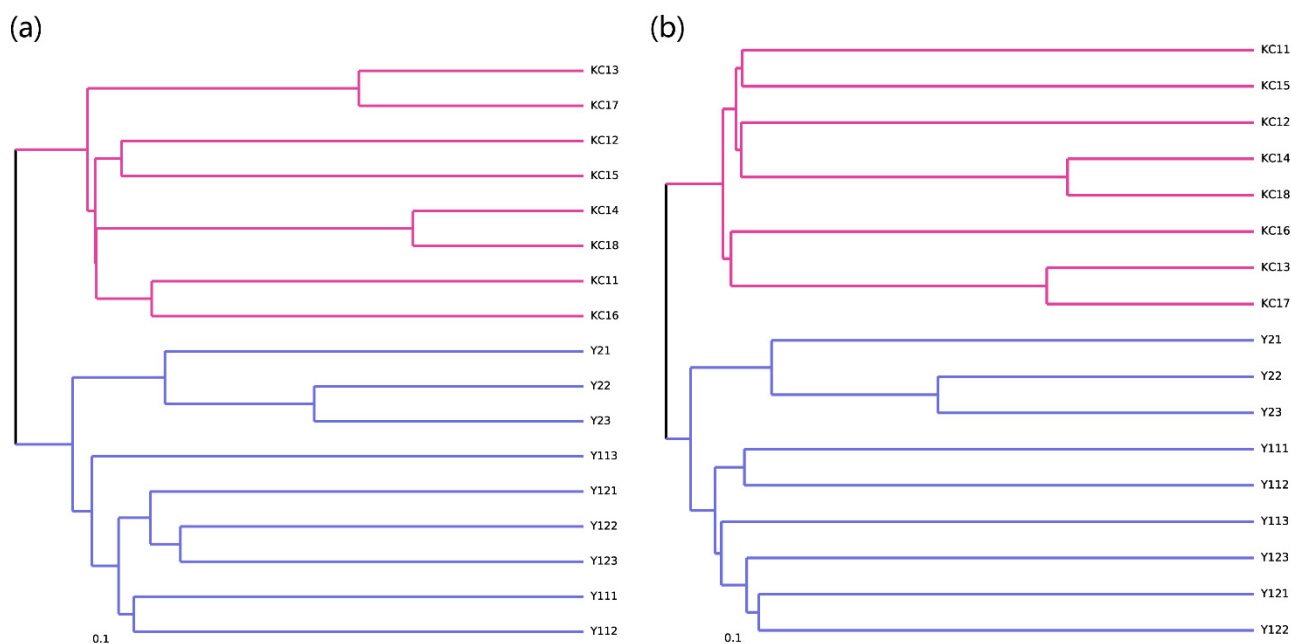 (a)
KC13
KC17
KC12
KC15
KC14
KC18
KC11
KC16
Y21
Y22
Y23
Y113
Y121
Y122
Y123
Y111
Y112
0.1
(b)
KC11
KC15
KC12
KC14
KC18
KC16
KC13
KC17
Y21
Y22
Y23
Y111
Y112
Y113
Y123
Y121
Y122
0.1